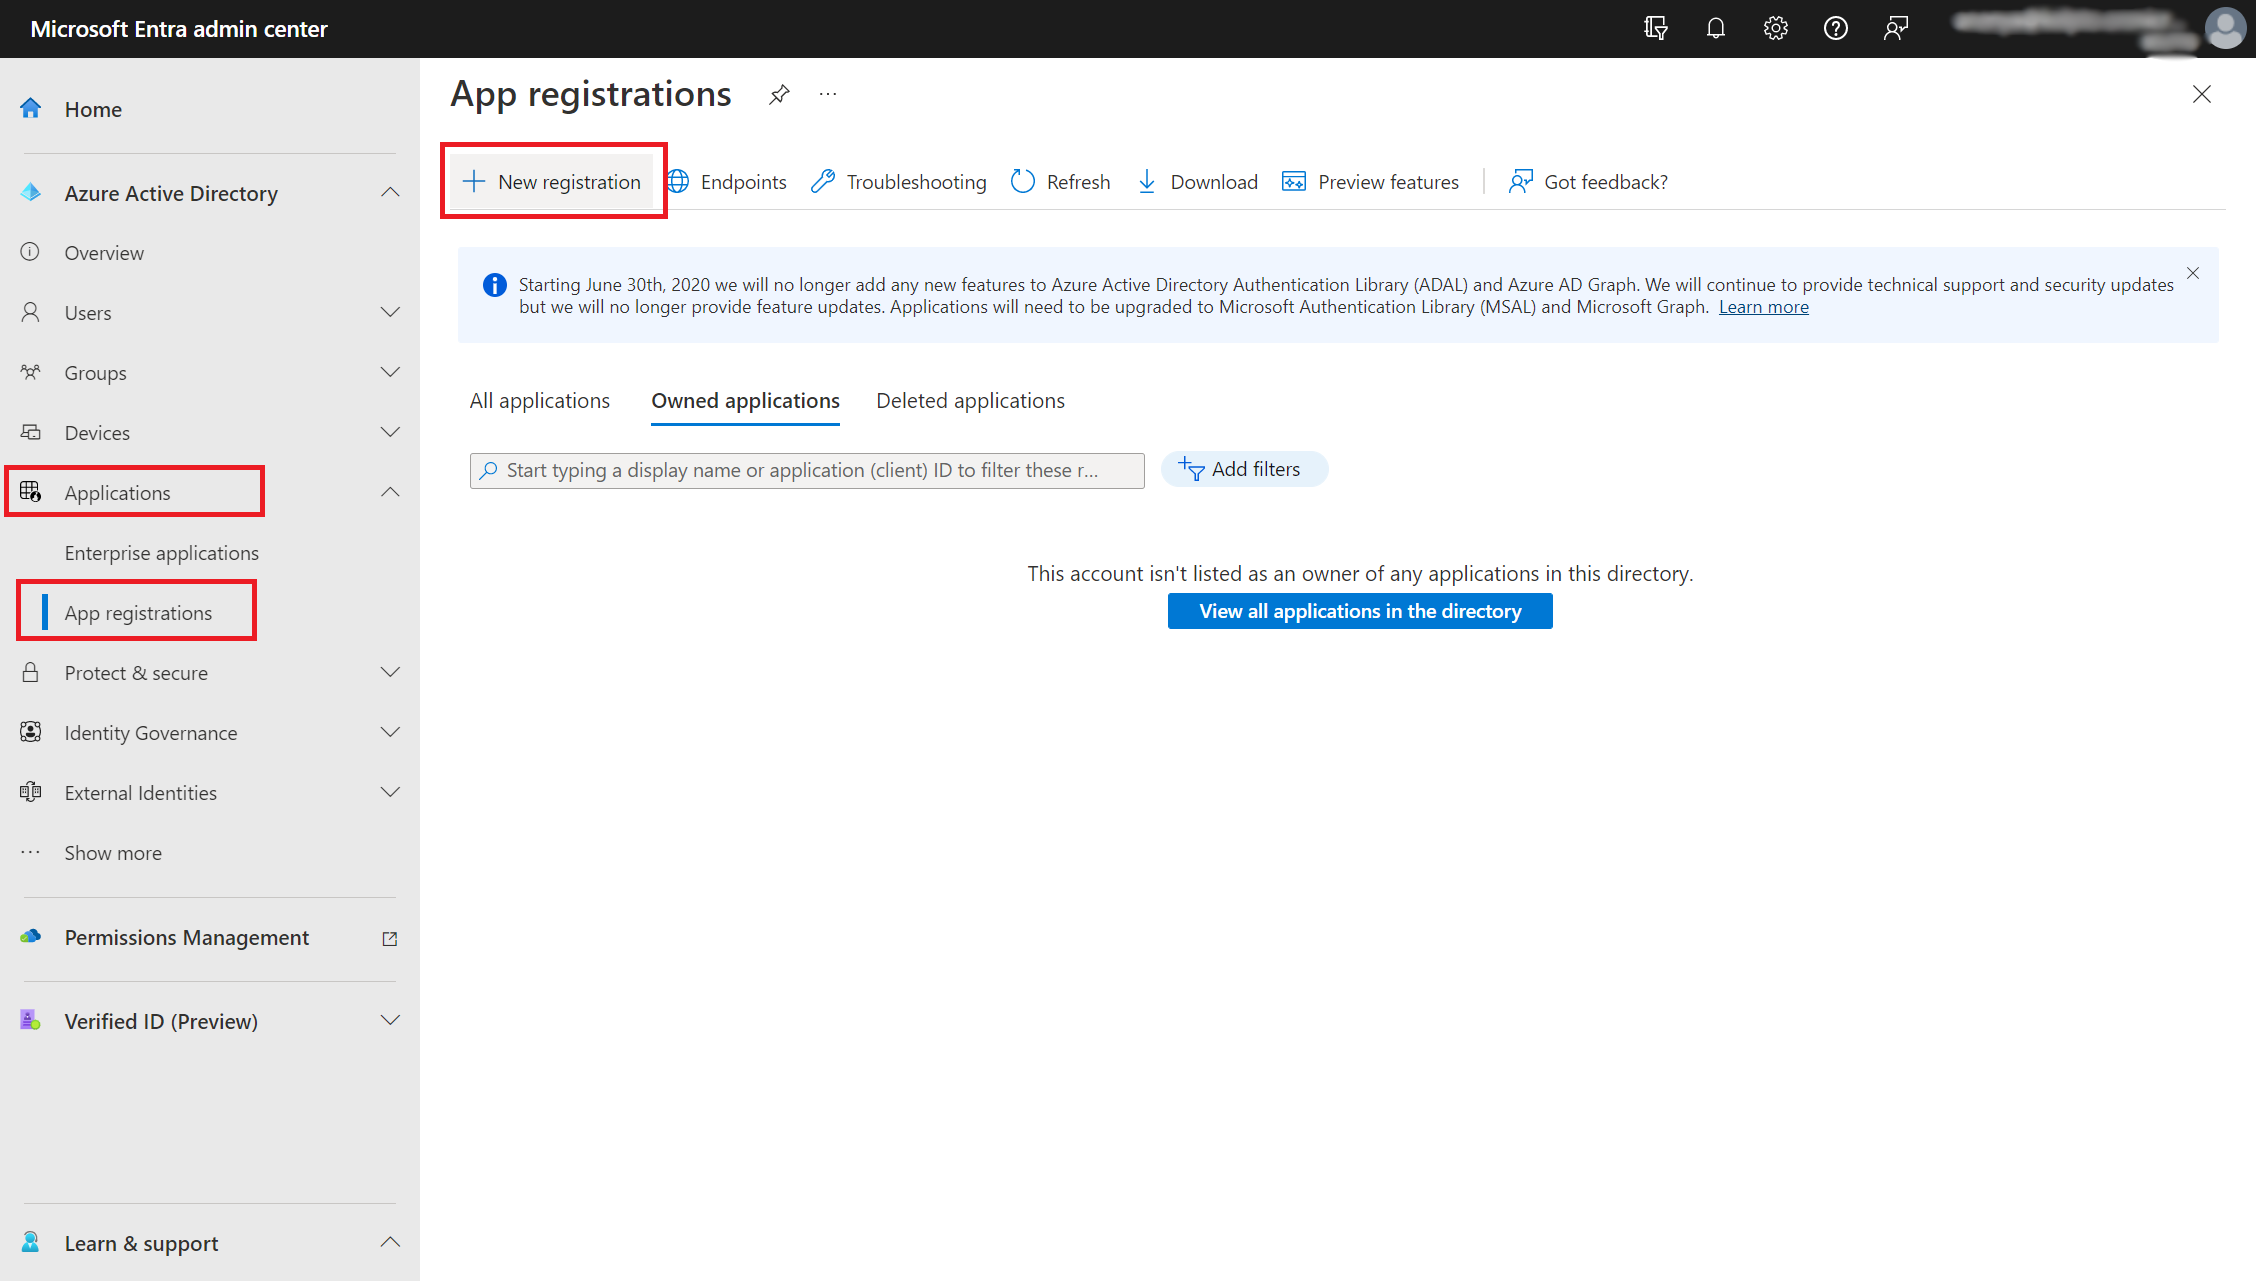 Microsoft Entra admin center
Home
Azure Active Directory
Overview
Users
Groups
Devices
Applications
Enterprise applications
App registrations
Protect & secure
Identity Governance
External Identities
Show more
Permissions Management
Verified ID (Preview)
Learn & support
App registrations
New registration
Endpoints
Troubleshooting
Refresh
Download
Preview features
Got feedback?
Starting June 30th, 2020 we will no longer add any new features to Azure Active Directory Authentication Library (ADAL) and Azure AD Graph. We will continue to provide technical support and security updates
but we will no longer provide feature updates. Applications will need to be upgraded to Microsoft Authentication Library (MSAL) and Microsoft Graph. Learn more
All applications
Owned applications
Deleted applications
Start typing a display name or application (client) ID to filter these r...
Add filters
This account isn't listed as an owner of any applications in this directory.
View all applications in the directory